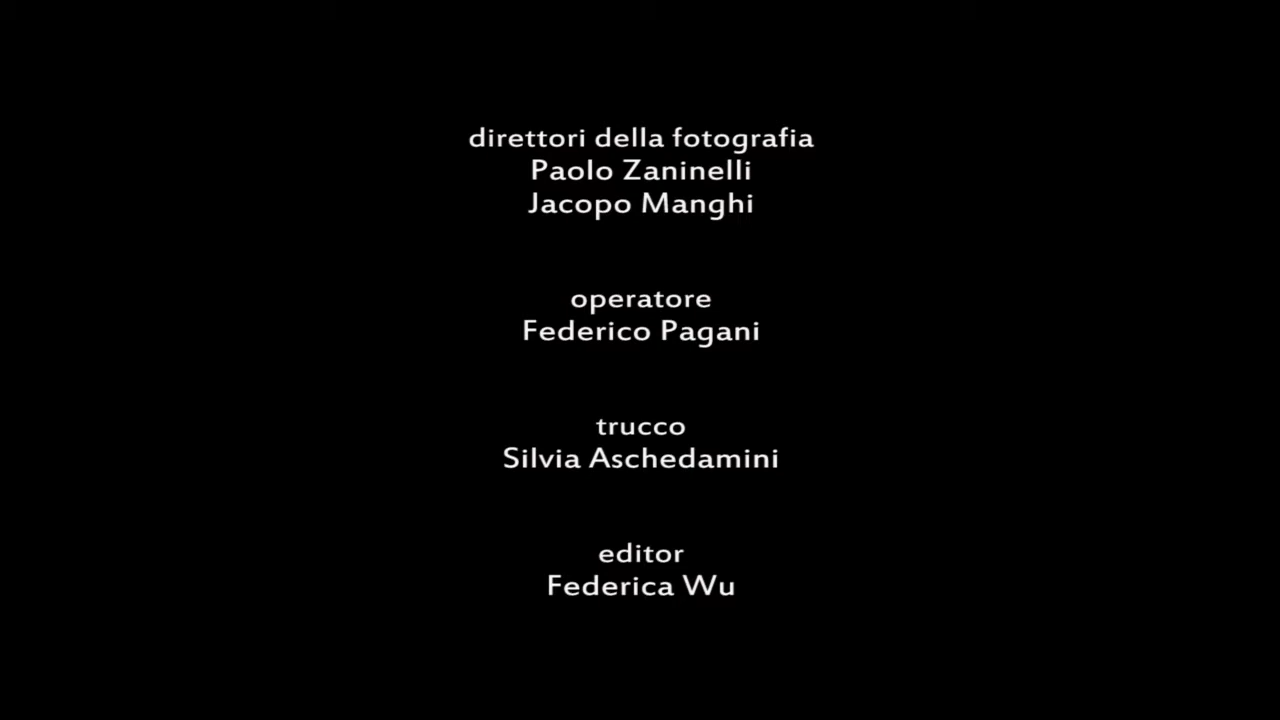 direttori della fotografia
Paolo Zaninelli
Jacopo Manghi
operatore
Federico Pagani
trucco
Silvia Aschedamini
editor
Federica Wu